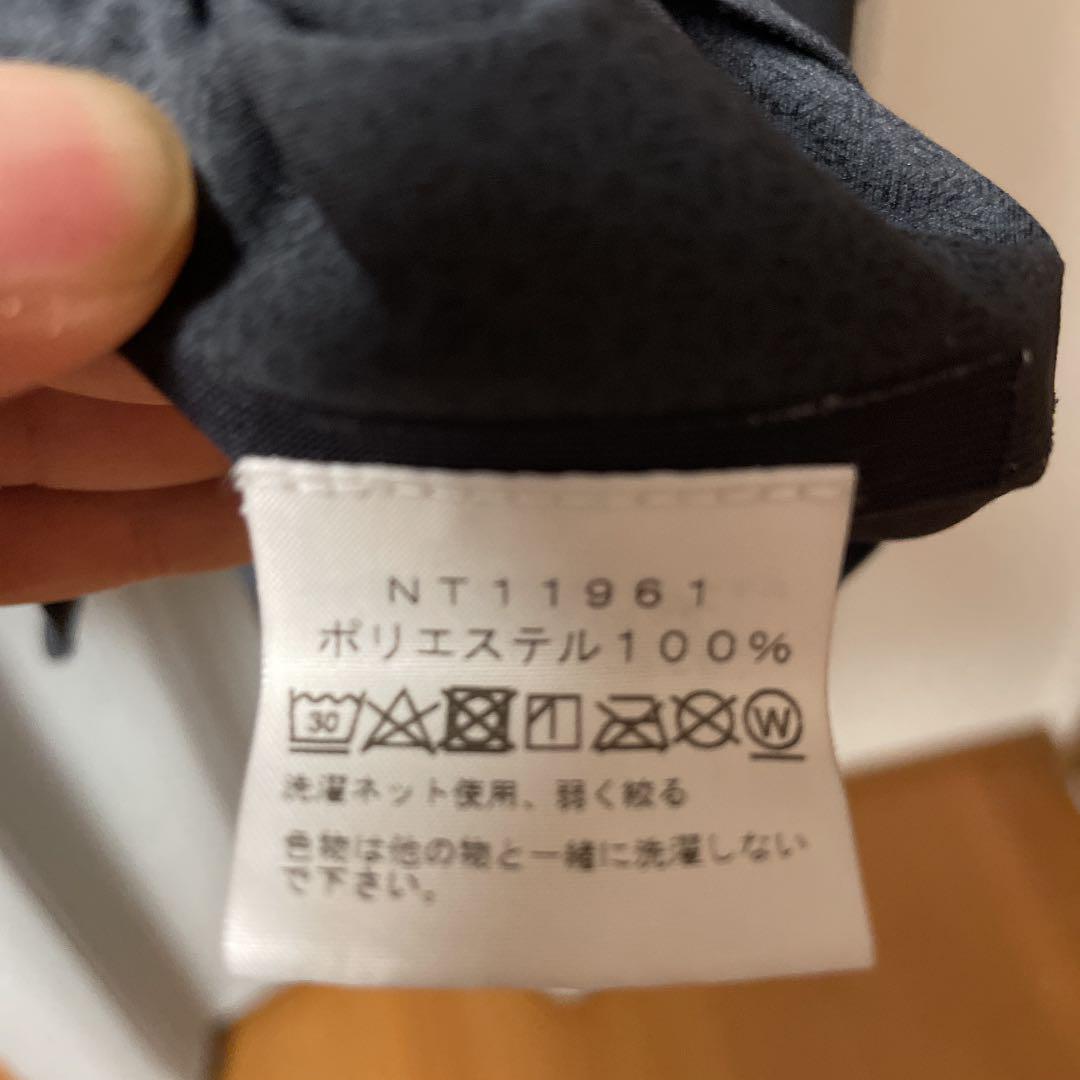 NT11961
ポリエステル100%
30 W
洗濯ネット使用、弱く絞る
色物は他の物と一緒に洗濯しない
で下さい。